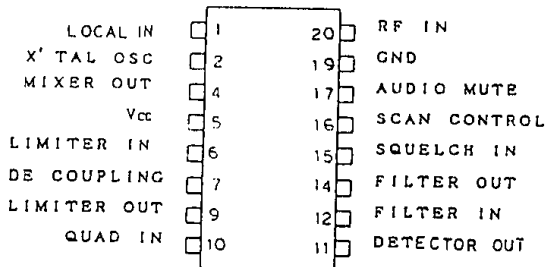 LOCAL IN 1 20 RF IN
X' TAL OSC 2 19 GND
MIXER OUT 4 17 AUDIO MUTE
Vcc 5 16 SCAN CONTROL
LIMITER IN 6 15 SQUELCH IN
DE COUPLING 7 14 FILTER OUT
LIMITER OUT 9 12 FILTER IN
QUAD IN 10 11 DETECTOR OUT